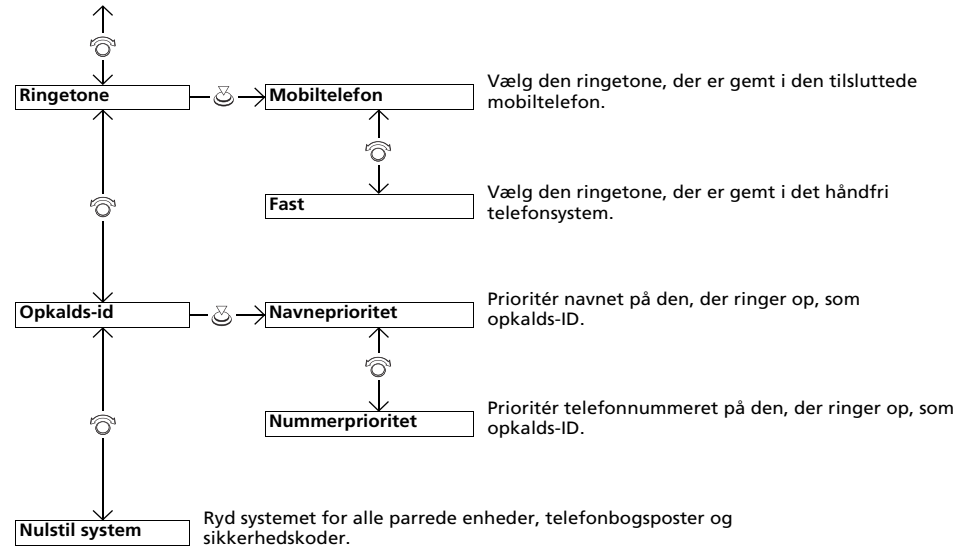 Ringetone
Mobiltelefon
Vælg den ringetone, der er gemt i den tilsluttede
mobiltelefon.
Fast
Vælg den ringetone, der er gemt i det håndfri
telefonsystem.
Opkalds-id
Navneprioritet
Prioritér navnet på den, der ringer op, som
opkalds-ID.
Nummerprioritet
Prioritér telefonnummeret på den, der ringer op, som
opkalds-ID.
Nulstil system
Ryd systemet for alle parrede enheder, telefonbogsposter og
sikkerhedskoder.